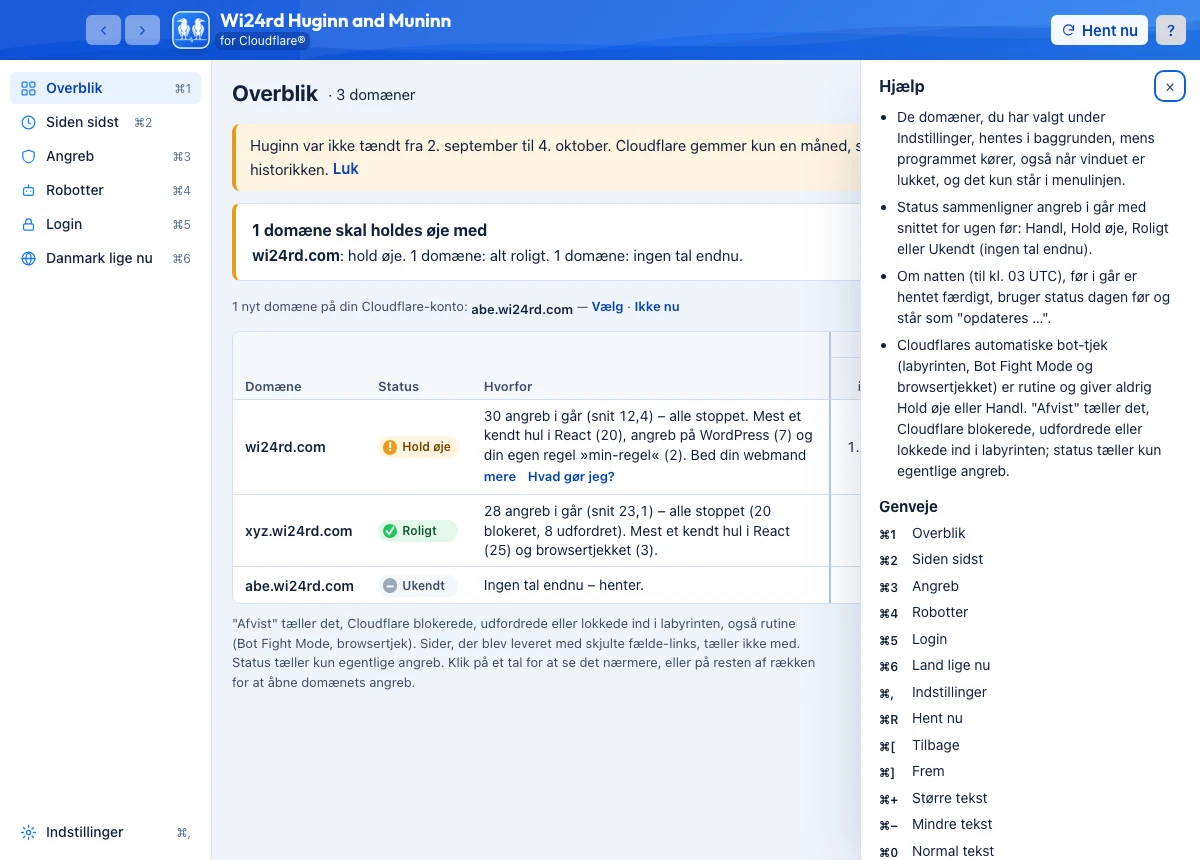 Wi24rd Huginn and Muninn
for Cloudflare®
Hent nu
?
Overblik ⌘1
Siden sidst ⌘2
Angreb ⌘3
Robotter ⌘4
Login ⌘5
Danmark lige nu ⌘6
Indstillinger ⌘,
Overblik · 3 domæner
Huginn var ikke tændt fra 2. september til 4. oktober. Cloudflare gemmer kun en måned, s
historikken. Luk
1 domæne skal holdes øje med
wi24rd.com: hold øje. 1 domæne: alt roligt. 1 domæne: ingen tal endnu.
1 nyt domæne på din Cloudflare-konto: abe.wi24rd.com — Vælg · Ikke nu
Domæne Status Hvorfor i
wi24rd.com
Hold øje
30 angreb i går (snit 12,4) – alle stoppet. Mest et
kendt hul i React (20), angreb på WordPress (7) og
din egen regel »min-regel« (2). Bed din webmand
mere Hvad gør jeg?
1.
xyz.wi24rd.com
Roligt
28 angreb i går (snit 23,1) – alle stoppet (20
blokeret, 8 udfordret). Mest et kendt hul i React
(25) og browsertjekket (3).
abe.wi24rd.com
Ukendt
Ingen tal endnu – henter.
"Afvist" tæller det, Cloudflare blokerede, udfordrede eller lokkede ind i labyrinten, også rutine
(Bot Fight Mode, browsertjek). Sider, der blev leveret med skjulte fælde-links, tæller ikke med.
Status tæller kun egentlige angreb. Klik på et tal for at se det nærmere, eller på resten af rækken
for at åbne domænets angreb.
Hjælp
x
• De domæner, du har valgt under
Indstillinger, hentes i baggrunden, mens
programmet kører, også når vinduet er
lukket, og det kun står i menulinjen.
• Status sammenligner angreb i går med
snittet for ugen før: Handl, Hold øje, Roligt
eller Ukendt (ingen tal endnu).
• Om natten (til kl. 03 UTC), før i går er
hentet færdigt, bruger status dagen før og
står som "opdateres …".
• Cloudflares automatiske bot-tjek
(labyrinten, Bot Fight Mode og
browsertjekket) er rutine og giver aldrig
Hold øje eller Handl. "Afvist" tæller det,
Cloudflare blokerede, udfordrede eller
lokkede ind i labyrinten; status tæller kun
egentlige angreb.
Genveje
⌘1 Overblik
⌘2 Siden sidst
⌘3 Angreb
⌘4 Robotter
⌘5 Login
⌘6 Land lige nu
⌘, Indstillinger
⌘R Hent nu
⌘[ Tilbage
⌘] Frem
⌘+ Større tekst
⌘− Mindre tekst
⌘0 Normal tekst